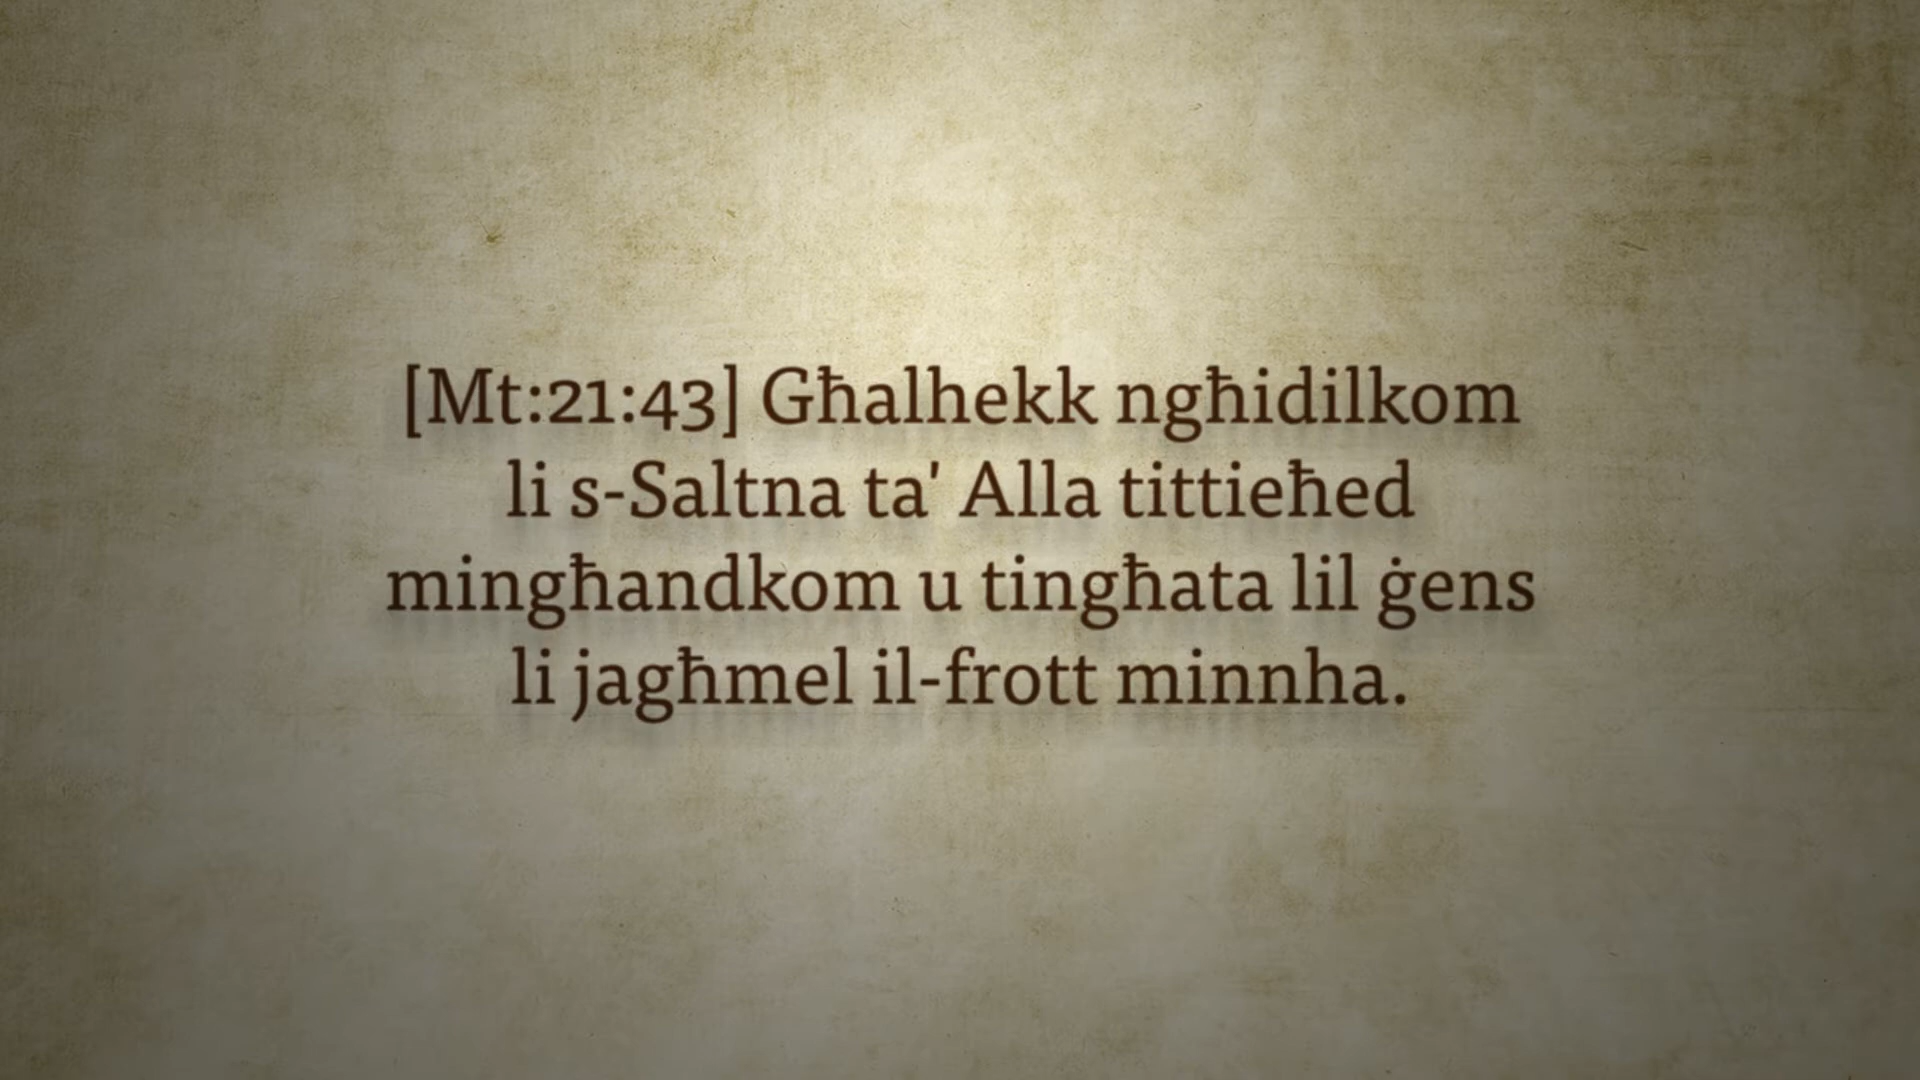 [Mt:21:43] Għalhekk ngħidilkom
li s-Saltna ta' Alla tittieħed
mingħandkom u tingħata lil ġens
li jagħmel il-frott minnha.